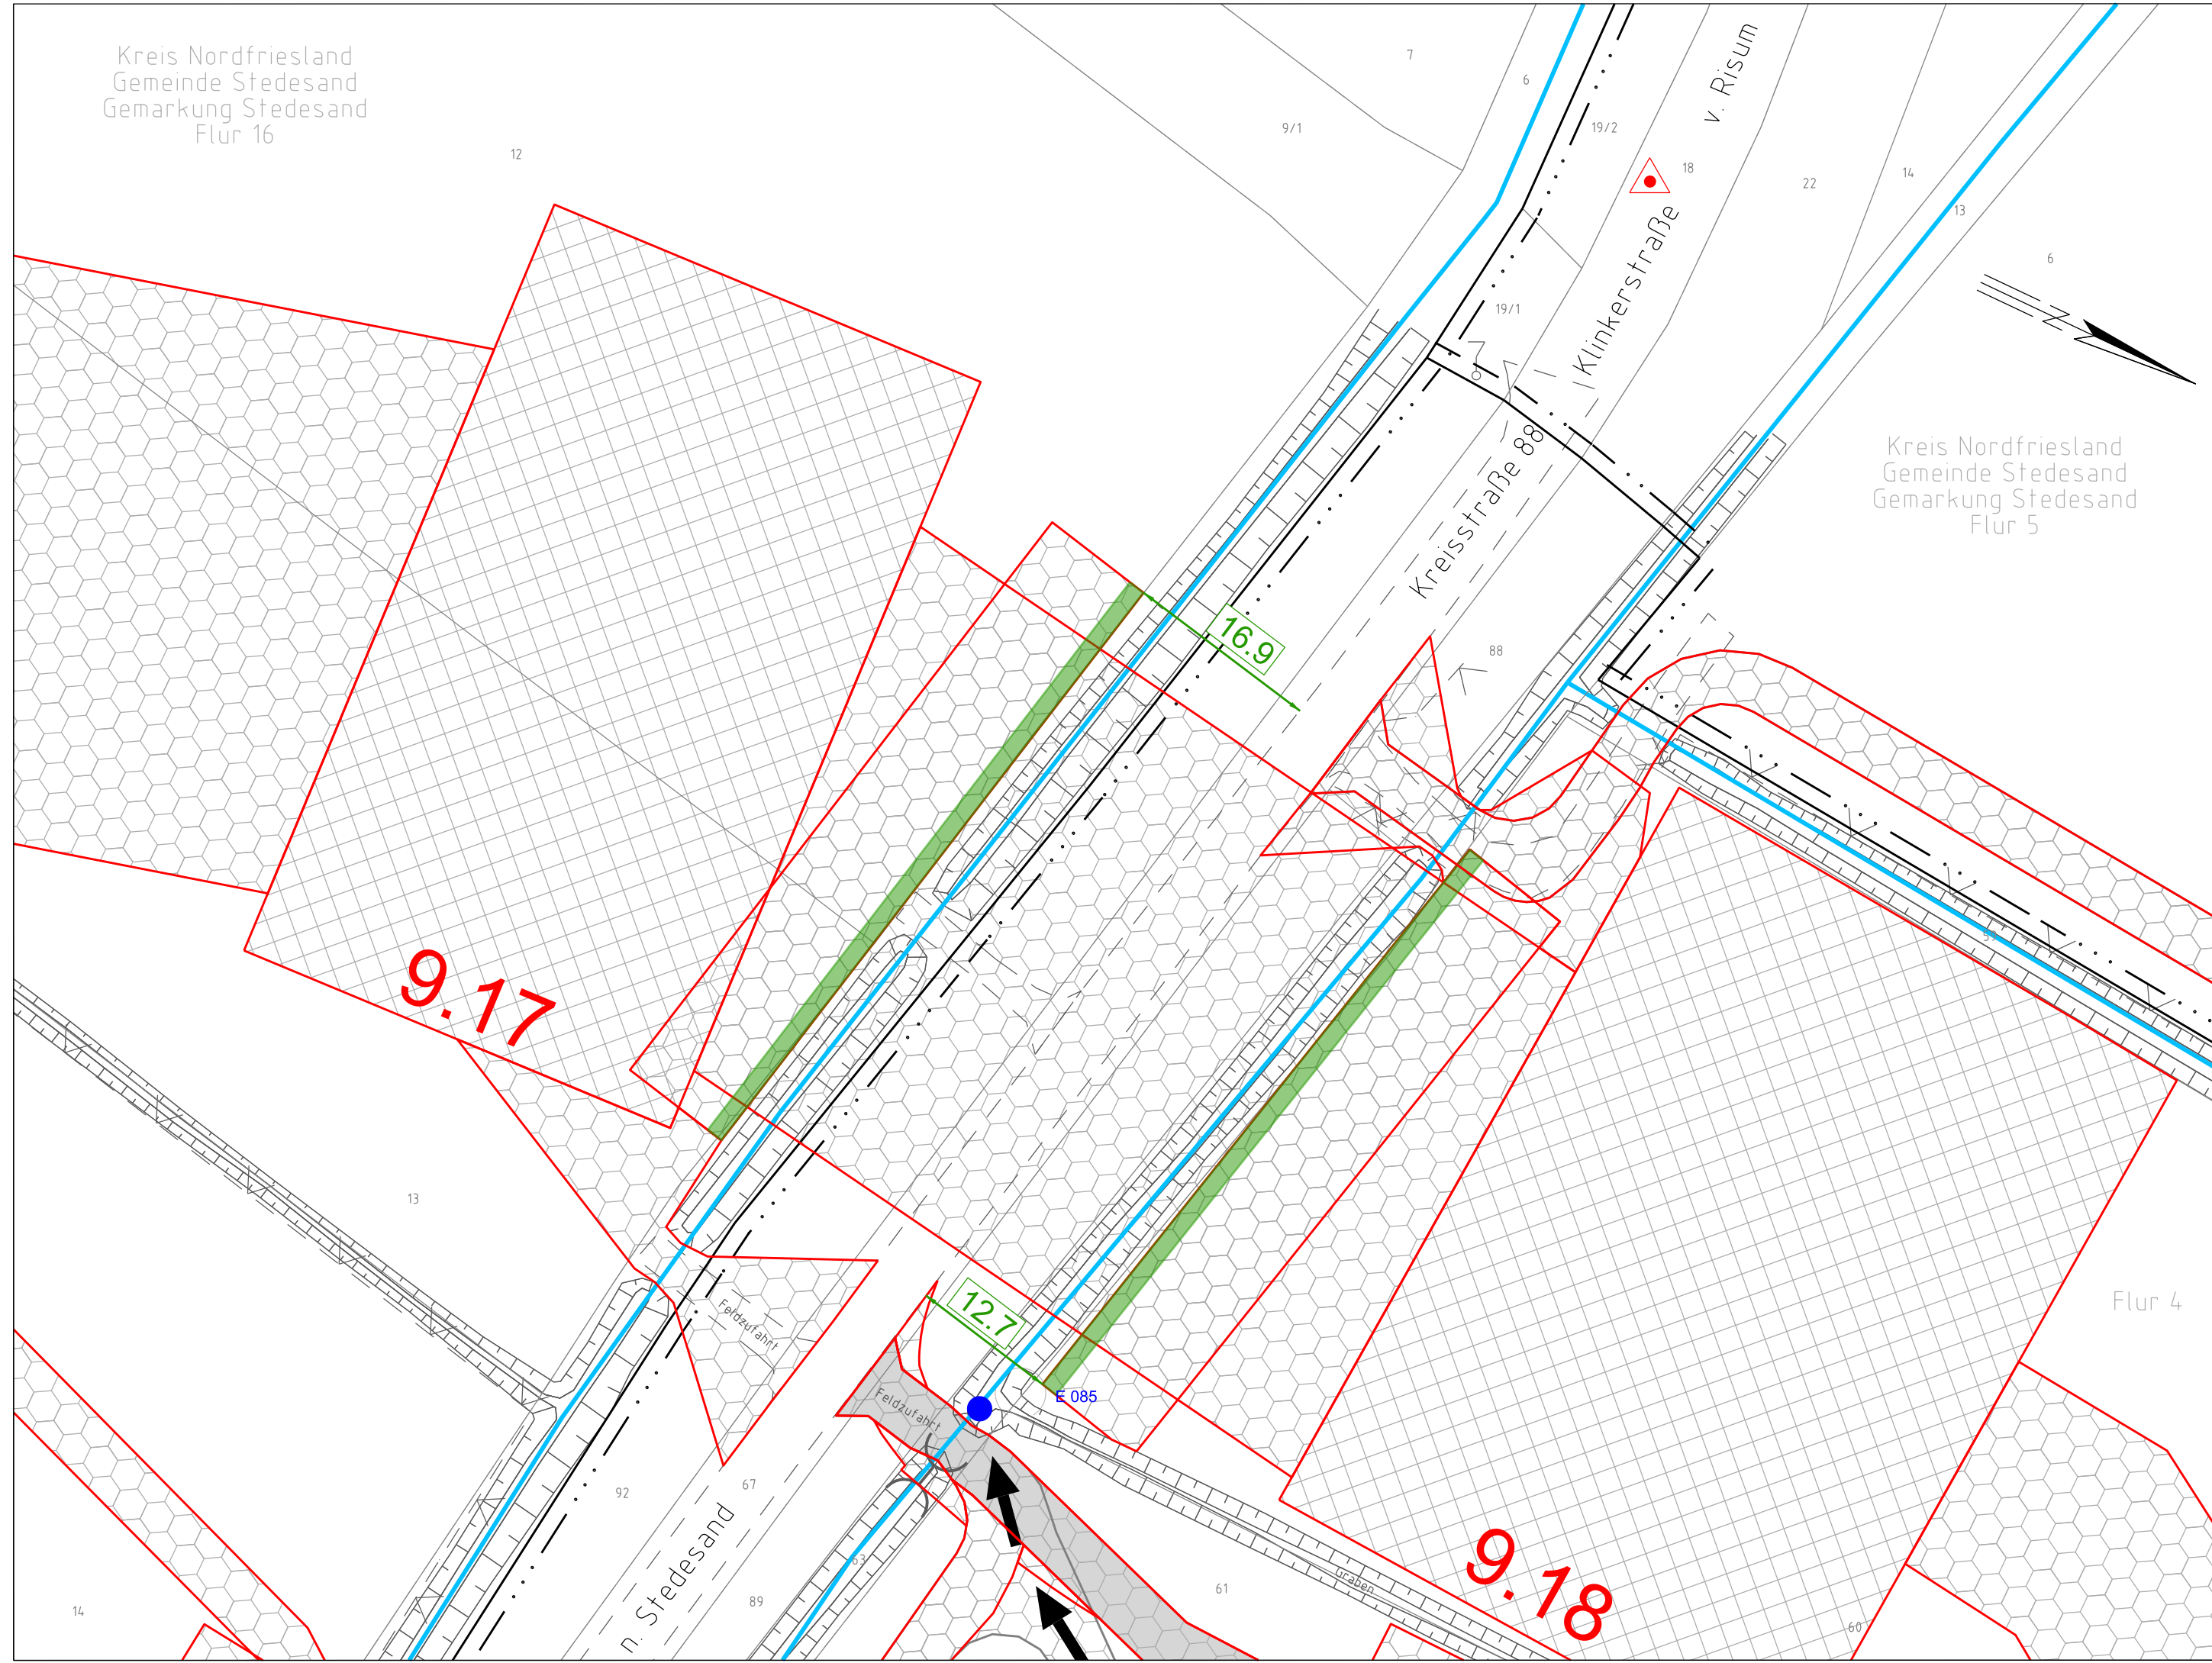 Kreis Nordfriesland
Gemeinde Stedesand
Gemarkung Stedesand
Flur 16
12
9/1
7
6
19/2
v. Risum
18
22
14
13
6
19/1
Klinkerstraße
Kreisstraße 88
Kreis Nordfriesland
Gemeinde Stedesand
Gemarkung Stedesand
Flur 5
N
16.9
88
9.17
13
Flur 4
12.7
Feldzufahrt
Feldzufahrt
E 085
67
92
n. Stedesand
63
89
61
Graben
9.18
60
14